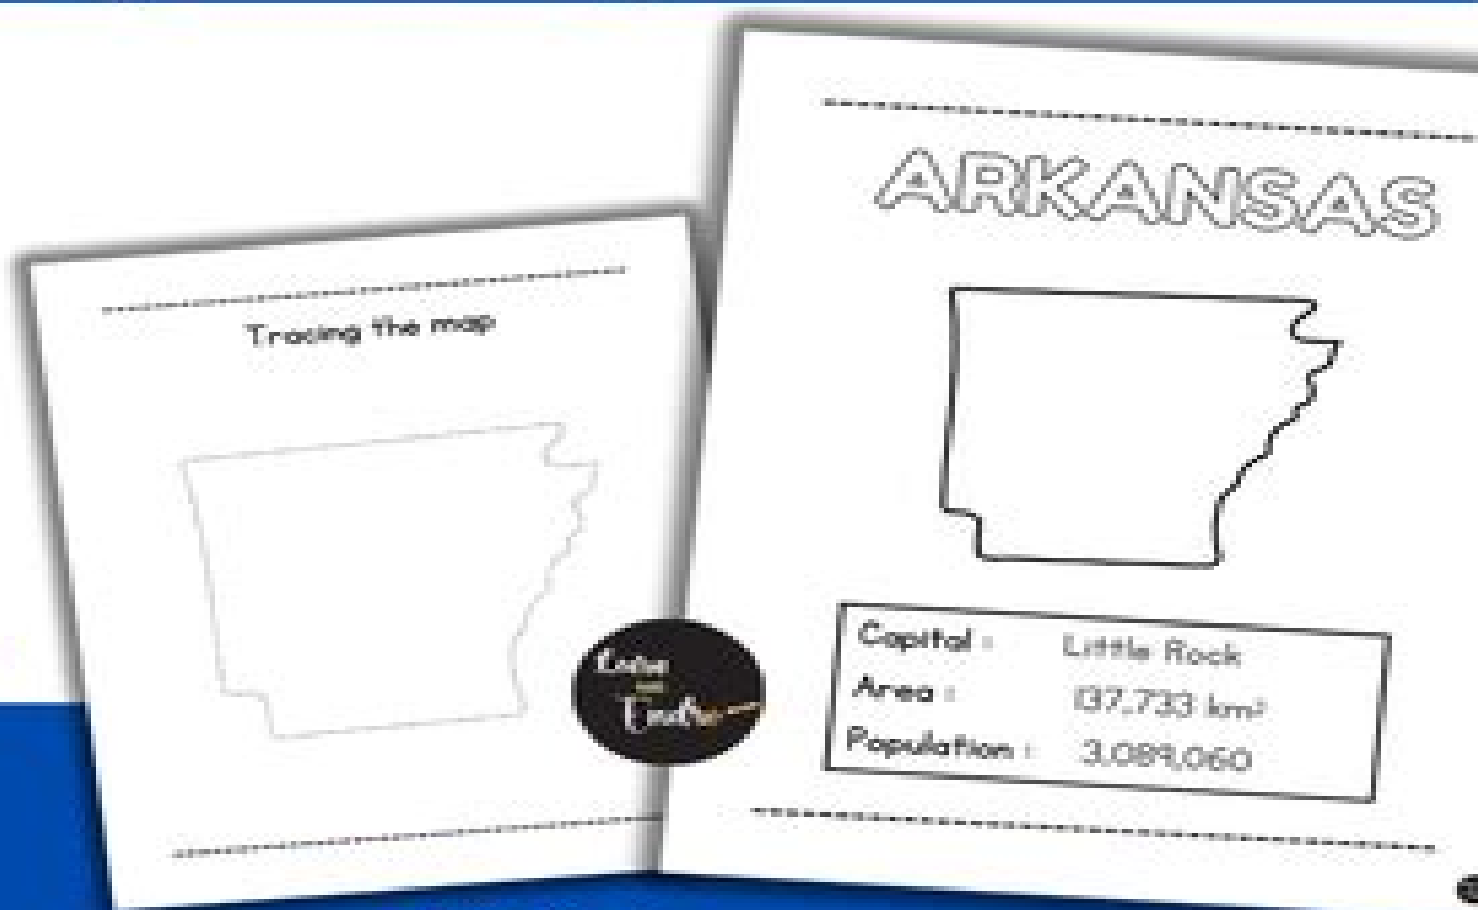 Tracing the map
ARKANSAS
Capital : Little Rock
Area : 137,733 km²
Population : 3,089,060